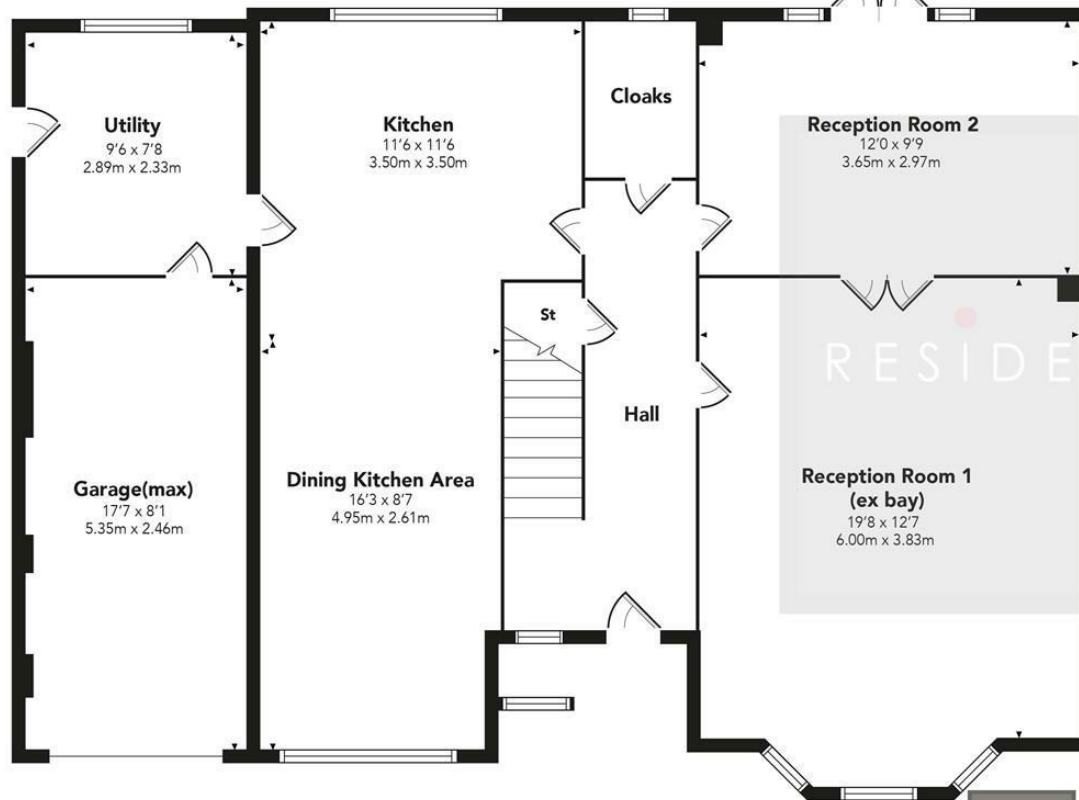 Utility
9'6 x 7'8
2.89m x 2.33m
Kitchen
11'6 x 11'6
3.50m x 3.50m
Cloaks
Reception Room 2
12'0 x 9'9
3.65m x 2.97m
St
Hall
RESIDE
Garage(max)
17'7 x 8'1
5.35m x 2.46m
Dining Kitchen Area
16'3 x 8'7
4.95m x 2.61m
Reception Room 1
(ex bay)
19'8 x 12'7
6.00m x 3.83m